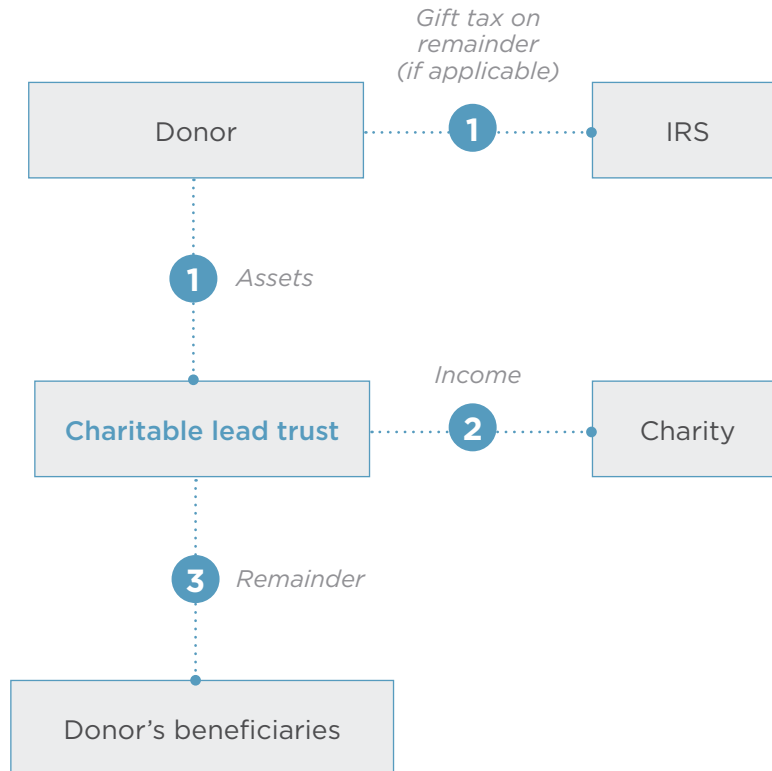 Gift tax on
remainder
(if applicable)
Donor
1
IRS
1
Assets
Income
Charitable lead trust
2
Charity
3
Remainder
Donor’s beneficiaries